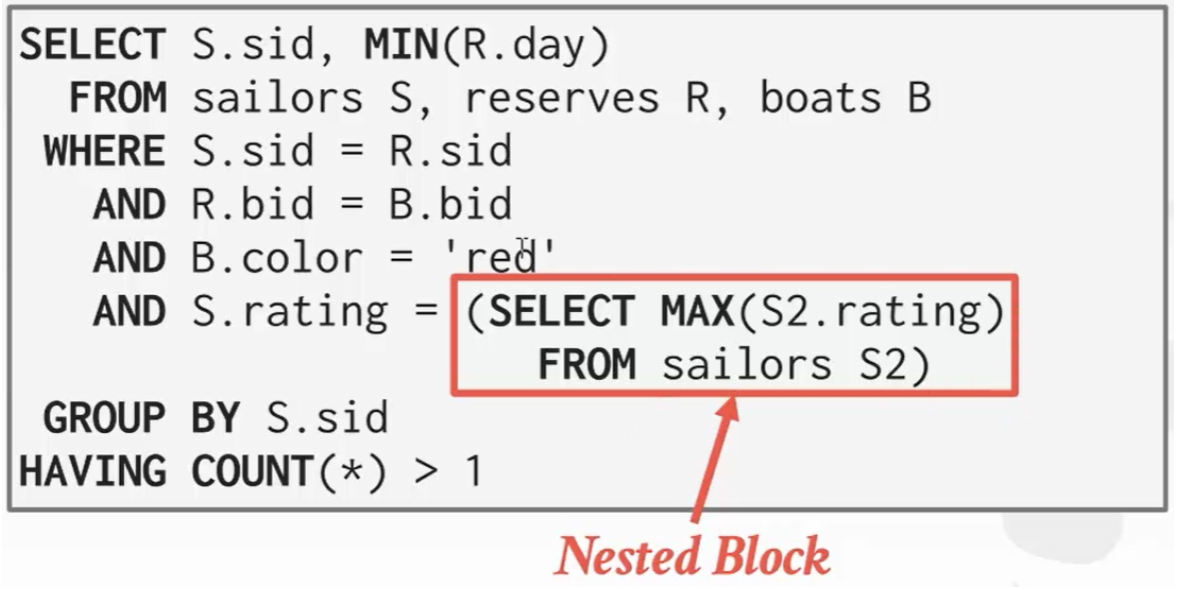 SELECT S.sid, MIN(R.day)
FROM sailors S, reserves R, boats B
WHERE S.sid = R.sid
AND R.bid = B.bid
AND B.color = 'red'
AND S.rating = (SELECT MAX(S2.rating)
FROM sailors S2)
GROUP BY S.sid
HAVING COUNT(*) > 1
Nested Block